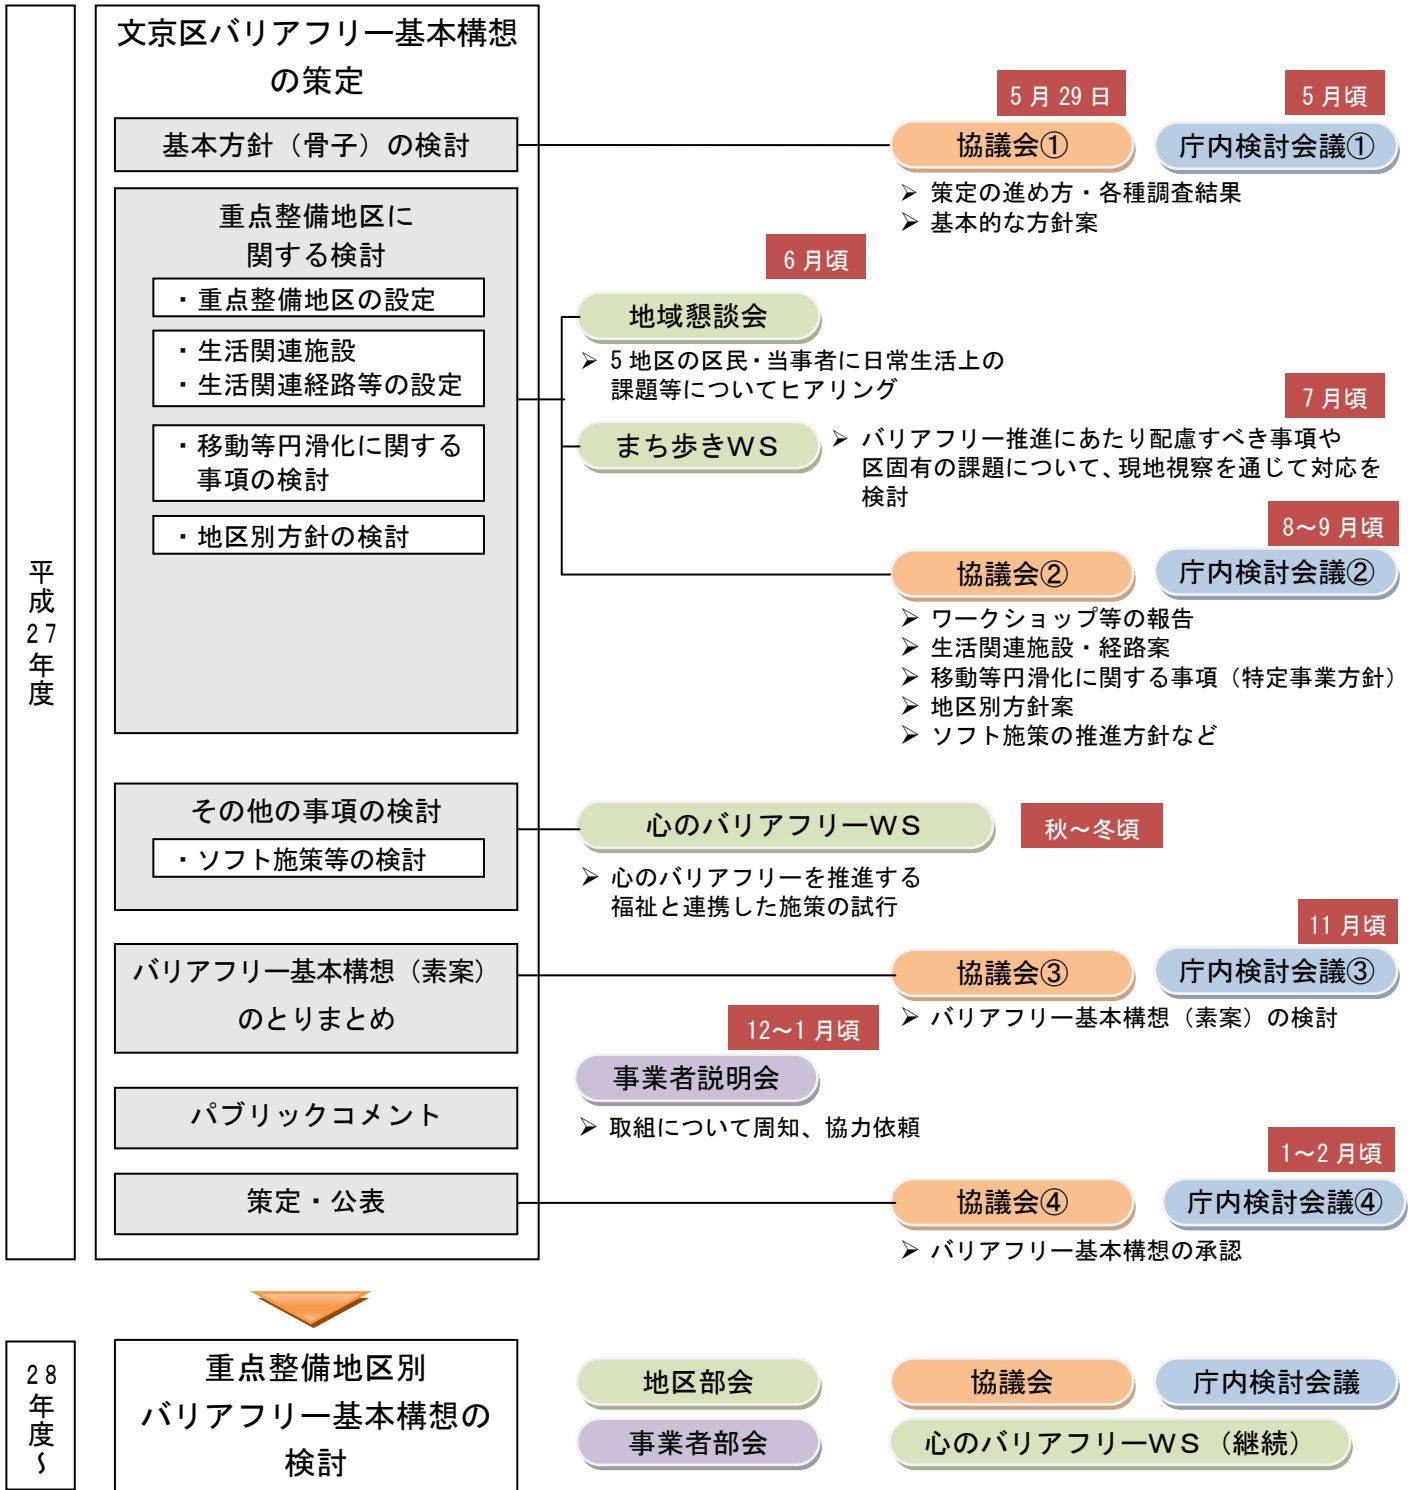 平成27年度
文京区バリアフリー基本構想
の策定
基本方針（骨子）の検討
5月29日
5月頃
協議会①
庁内検討会議①
➢ 策定の進め方・各種調査結果
➢ 基本的な方針案
重点整備地区に
関する検討
・重点整備地区の設定
・生活関連施設
・生活関連経路等の設定
・移動等円滑化に関する
事項の検討
・地区別方針の検討
6月頃
地域懇談会
➢ 5地区の区民・当事者に日常生活上の
課題等についてヒアリング
7月頃
まち歩きＷＳ
➢ バリアフリー推進にあたり配慮すべき事項や
区固有の課題について、現地視察を通じて対応を
検討
8～9月頃
協議会②
庁内検討会議②
➢ ワークショップ等の報告
➢ 生活関連施設・経路案
➢ 移動等円滑化に関する事項（特定事業方針）
➢ 地区別方針案
➢ ソフト施策の推進方針など
その他の事項の検討
・ソフト施策等の検討
心のバリアフリーＷＳ
秋～冬頃
➢ 心のバリアフリーを推進する
福祉と連携した施策の試行
バリアフリー基本構想（素案）
のとりまとめ
11月頃
協議会③
庁内検討会議③
➢ バリアフリー基本構想（素案）の検討
12～1月頃
事業者説明会
➢ 取組について周知、協力依頼
パブリックコメント
策定・公表
1～2月頃
協議会④
庁内検討会議④
➢ バリアフリー基本構想の承認
28年度～
重点整備地区別
バリアフリー基本構想の
検討
地区部会
協議会
庁内検討会議
事業者部会
心のバリアフリーＷＳ（継続）